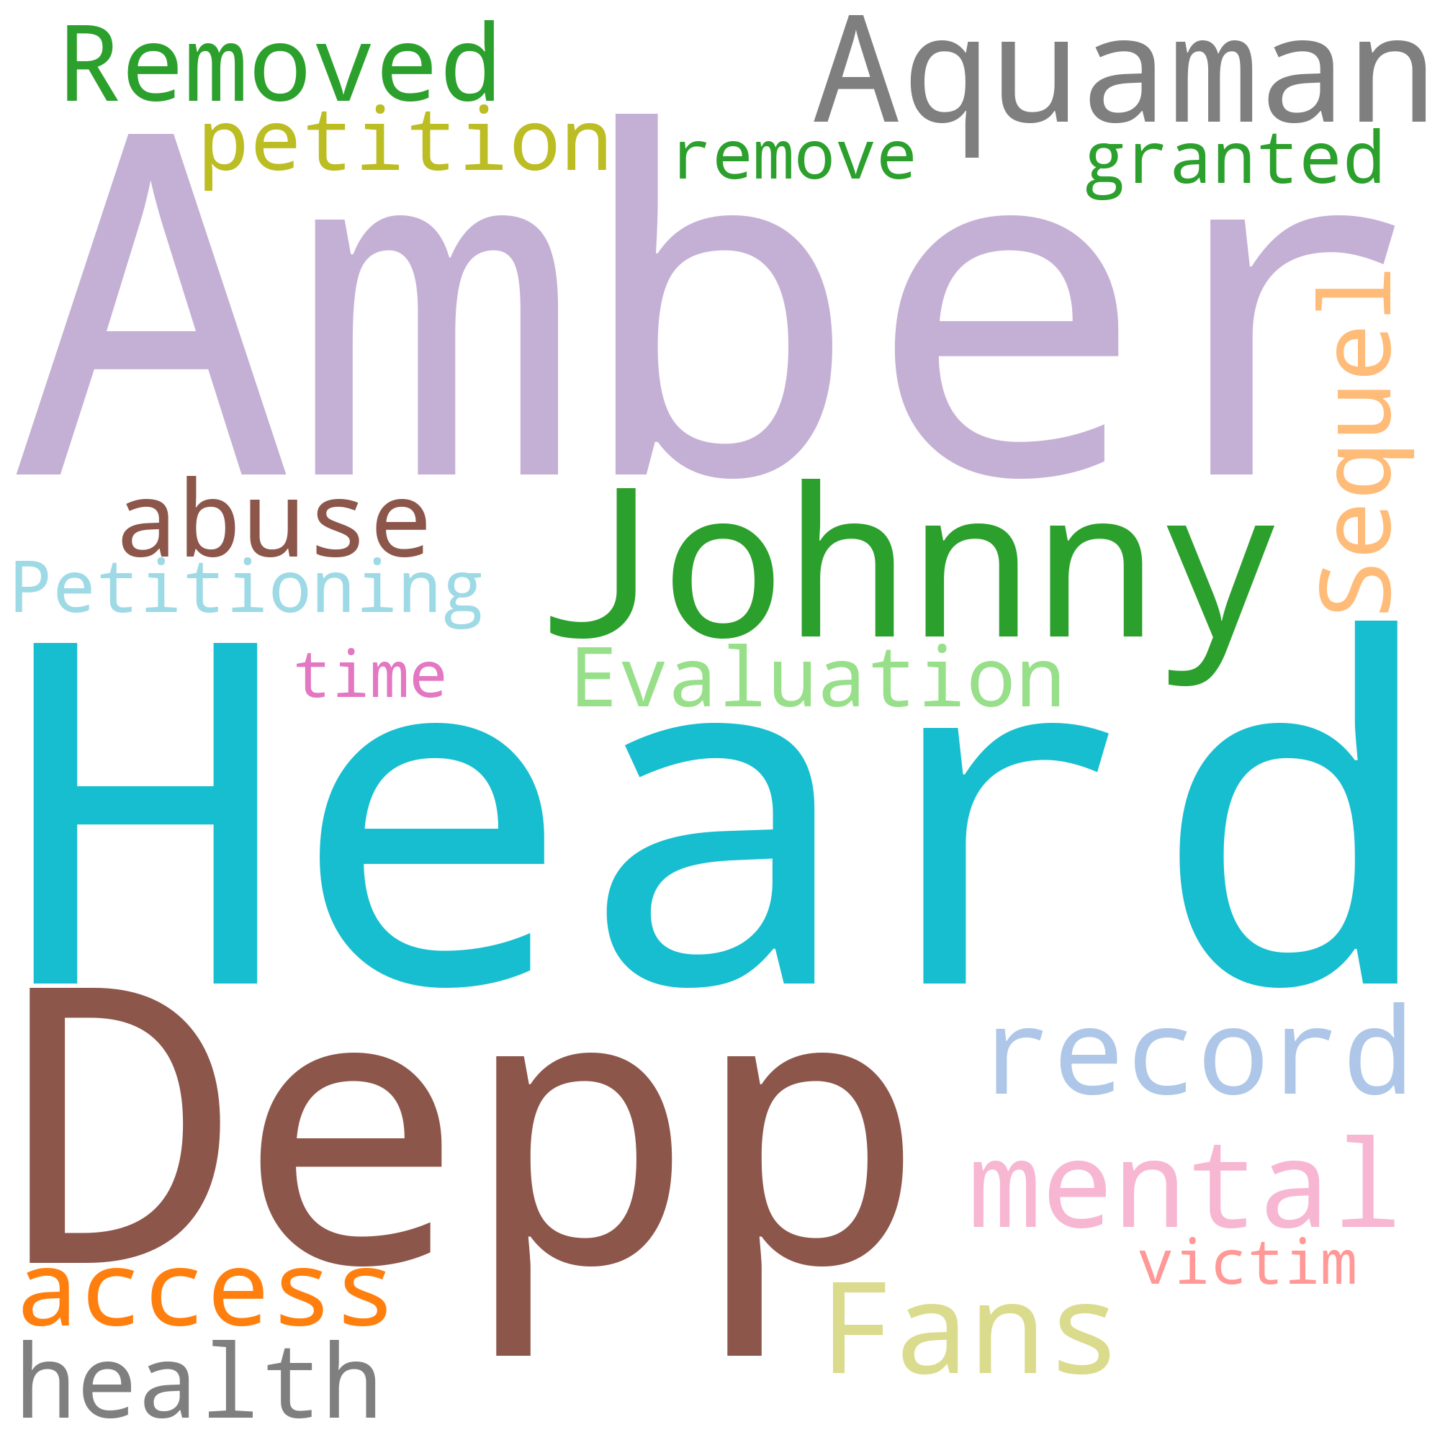 Removed
Aquaman
petition
remove
granted
Amber
Sequel
abuse
Johnny
Petitioning
time
Evaluation
Heard
Depp
record
mental
victim
access
Fans
health